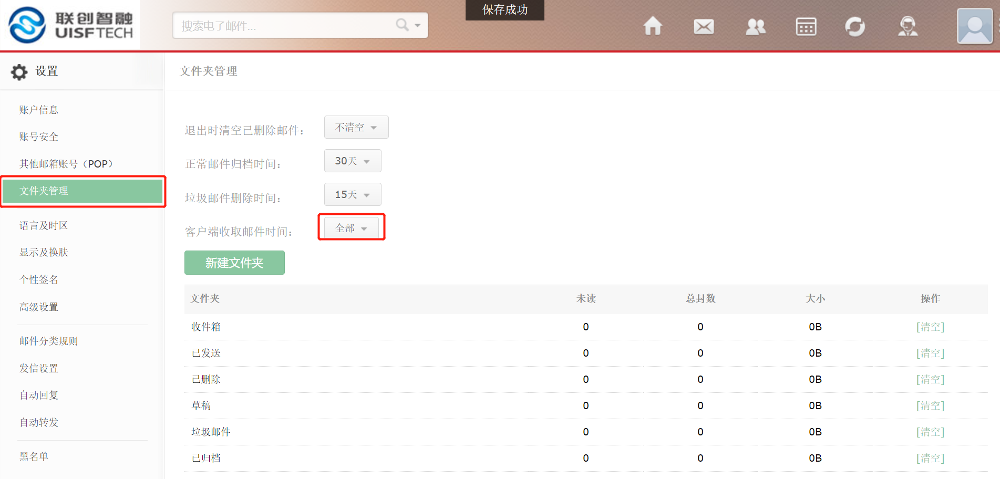 联创智融
UISFTECH
搜索电子邮件...
保存成功
设置
账户信息
账号安全
其他邮箱账号（POP）
文件夹管理
语言及时区
显示及换肤
个性签名
高级设置
邮件分类规则
发信设置
自动回复
自动转发
黑名单
文件夹管理
退出时清空已删除邮件： 不清空
正常邮件归档时间： 30天
垃圾邮件删除时间： 15天
客户端收取邮件时间： 全部
新建文件夹
文件夹 未读 总封数 大小 操作
收件箱 0 0 0B [清空]
已发送 0 0 0B [清空]
已删除 0 0 0B [清空]
草稿 0 0 0B [清空]
垃圾邮件 0 0 0B [清空]
已归档 0 0 0B [清空]